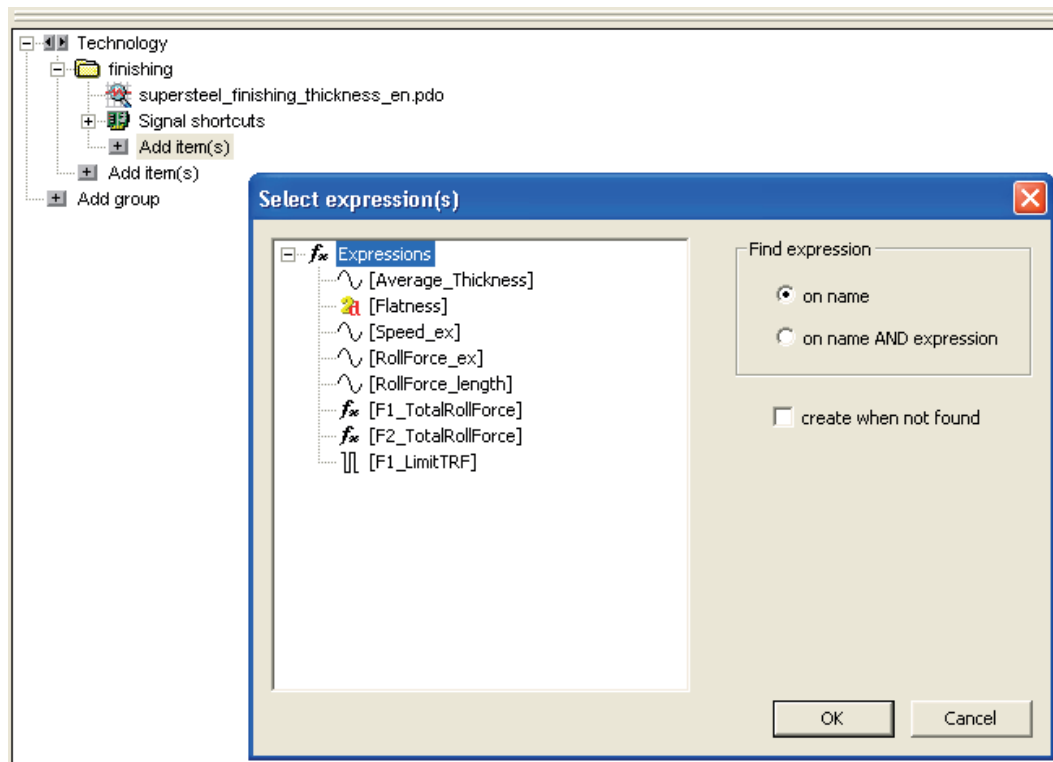 Technology
finishing
supersteel_finishing_thickness_en.pdo
Signal shortcuts
Add item(s)
Add item(s)
Add group
Select expression(s)
Expressions
[Average_Thickness]
[Flatness]
[Speed_ex]
[RollForce_ex]
[RollForce_length]
[F1_TotalRollForce]
[F2_TotalRollForce]
[F1_LimitTRF]
Find expression
on name
on name AND expression
create when not found
OK
Cancel